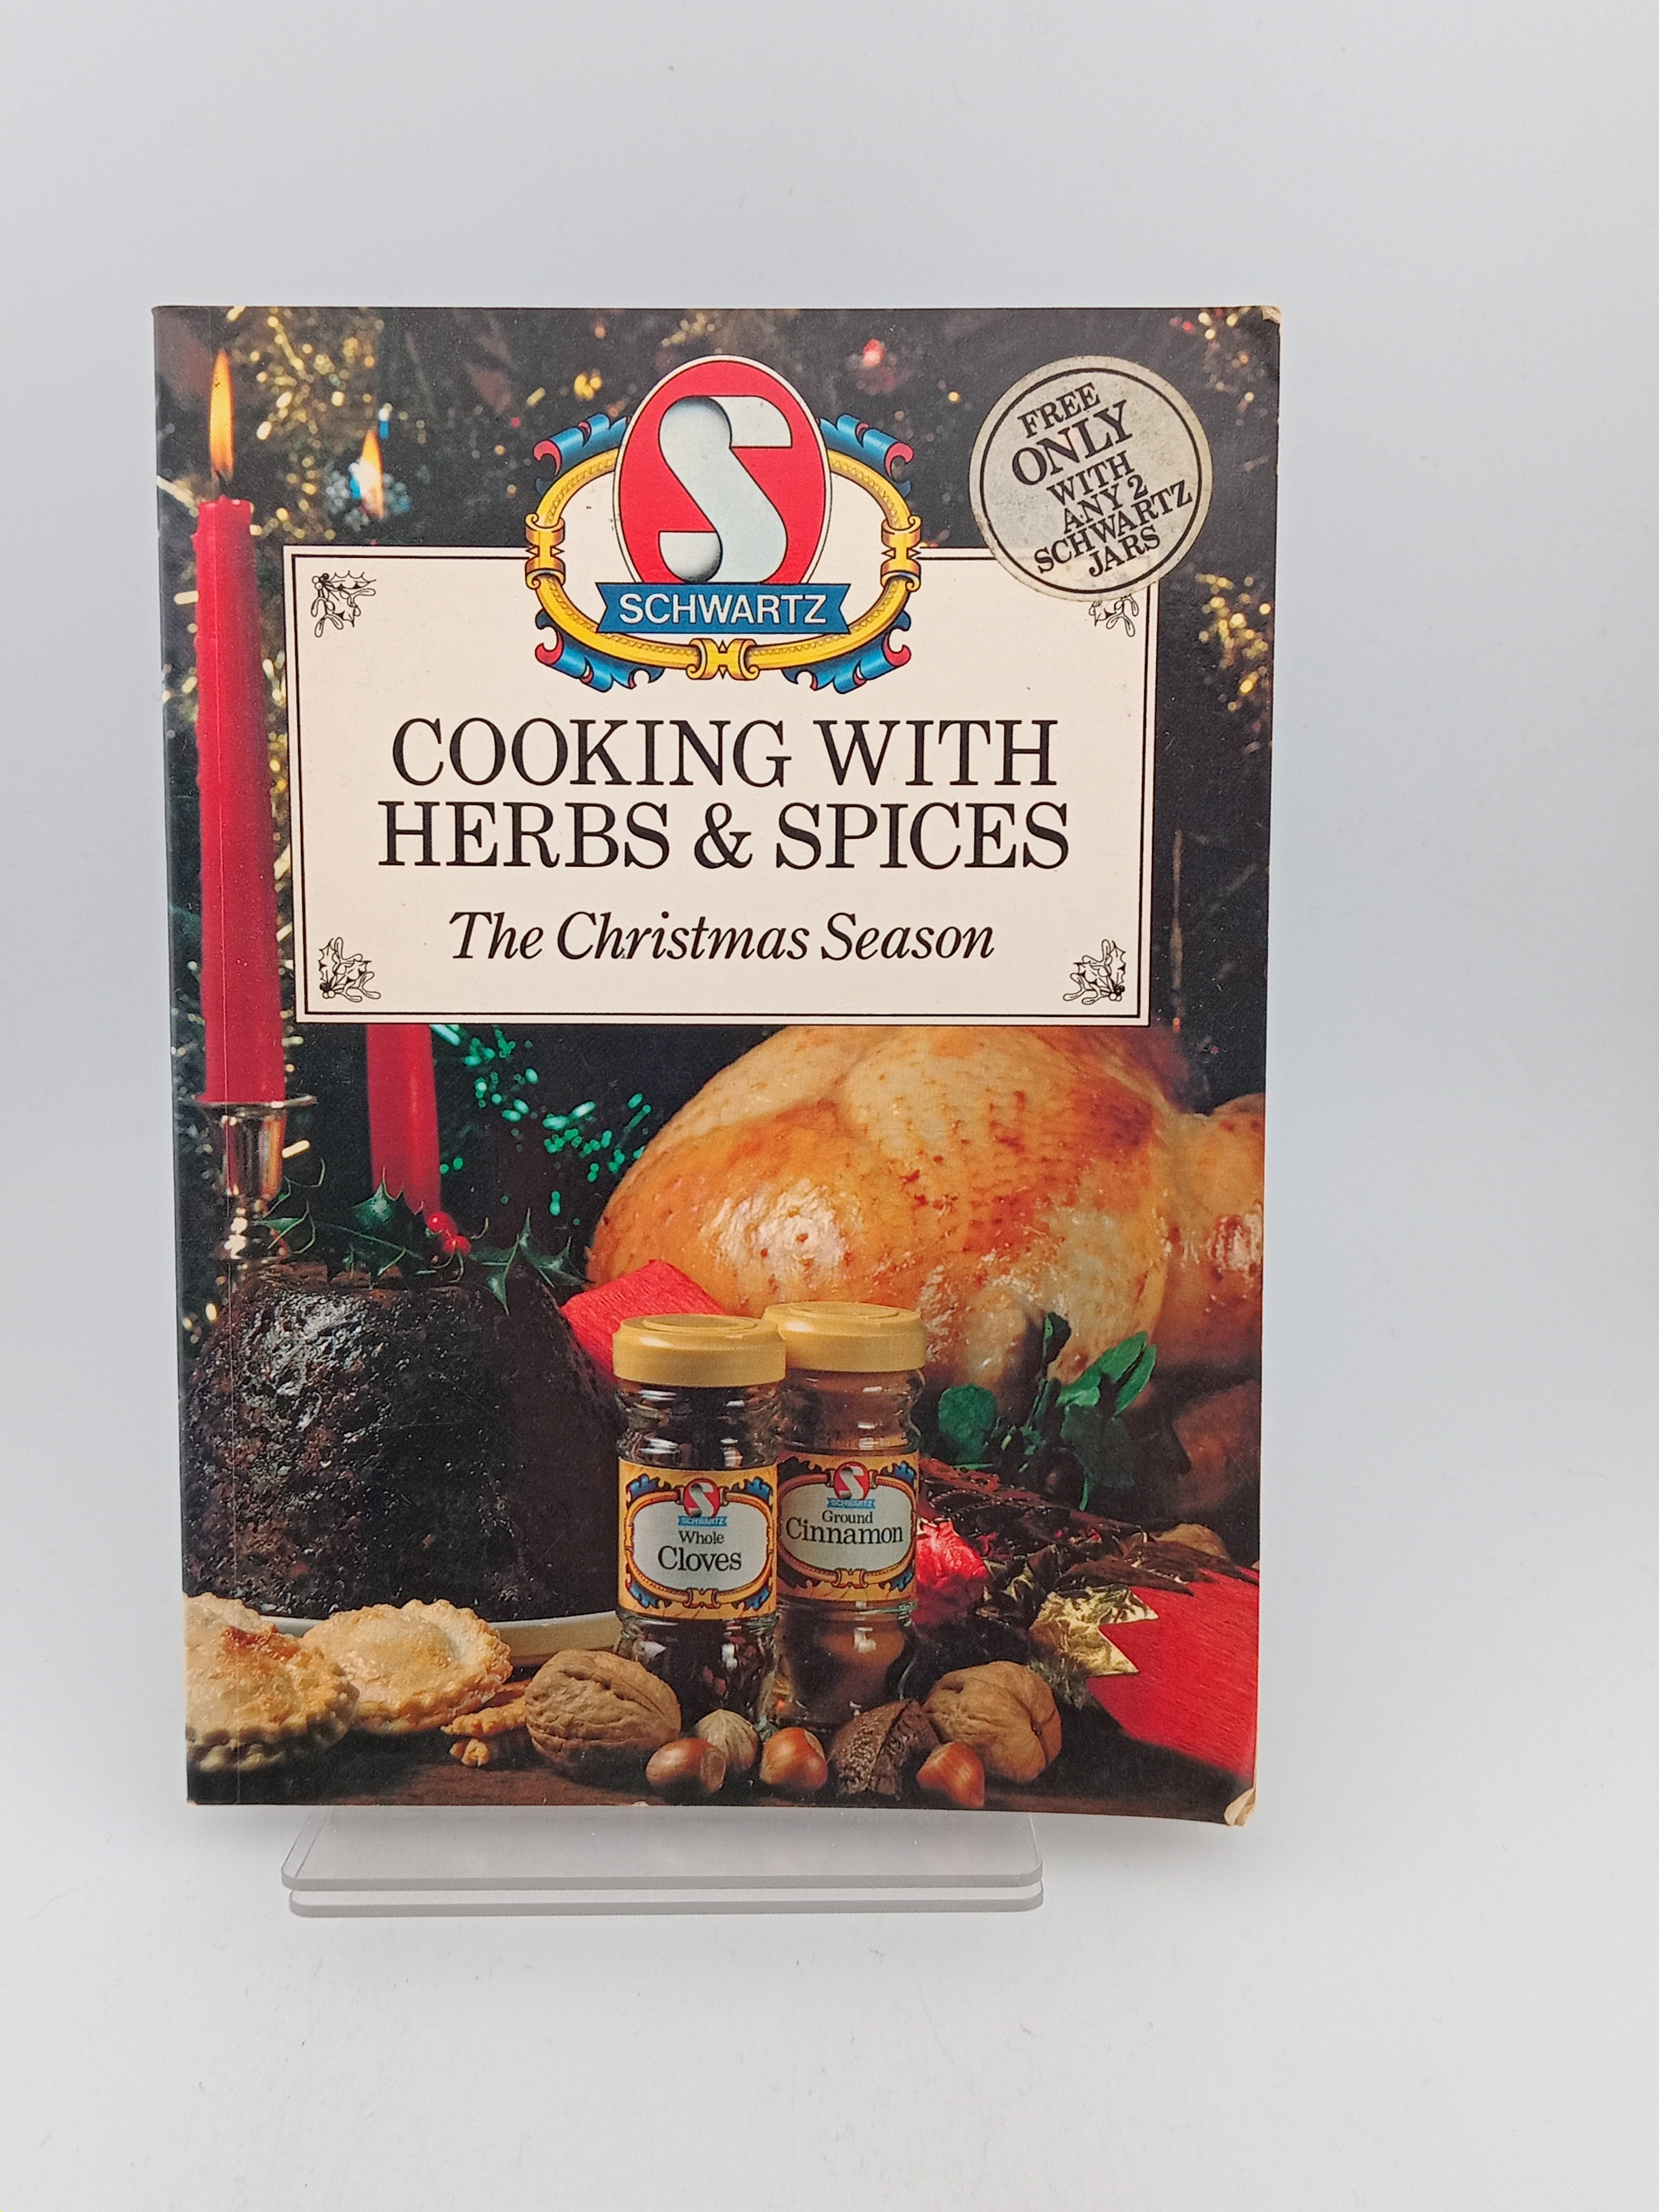 S
SCHWARTZ
FREE
ONLY
WITH
ANY 2
SCHWARTZ
JARS
COOKING WITH
HERBS & SPICES
The Christmas Season
S
SCHWARTZ
Whole
Cloves
S
SCHWARTZ
Ground
Cinnamon